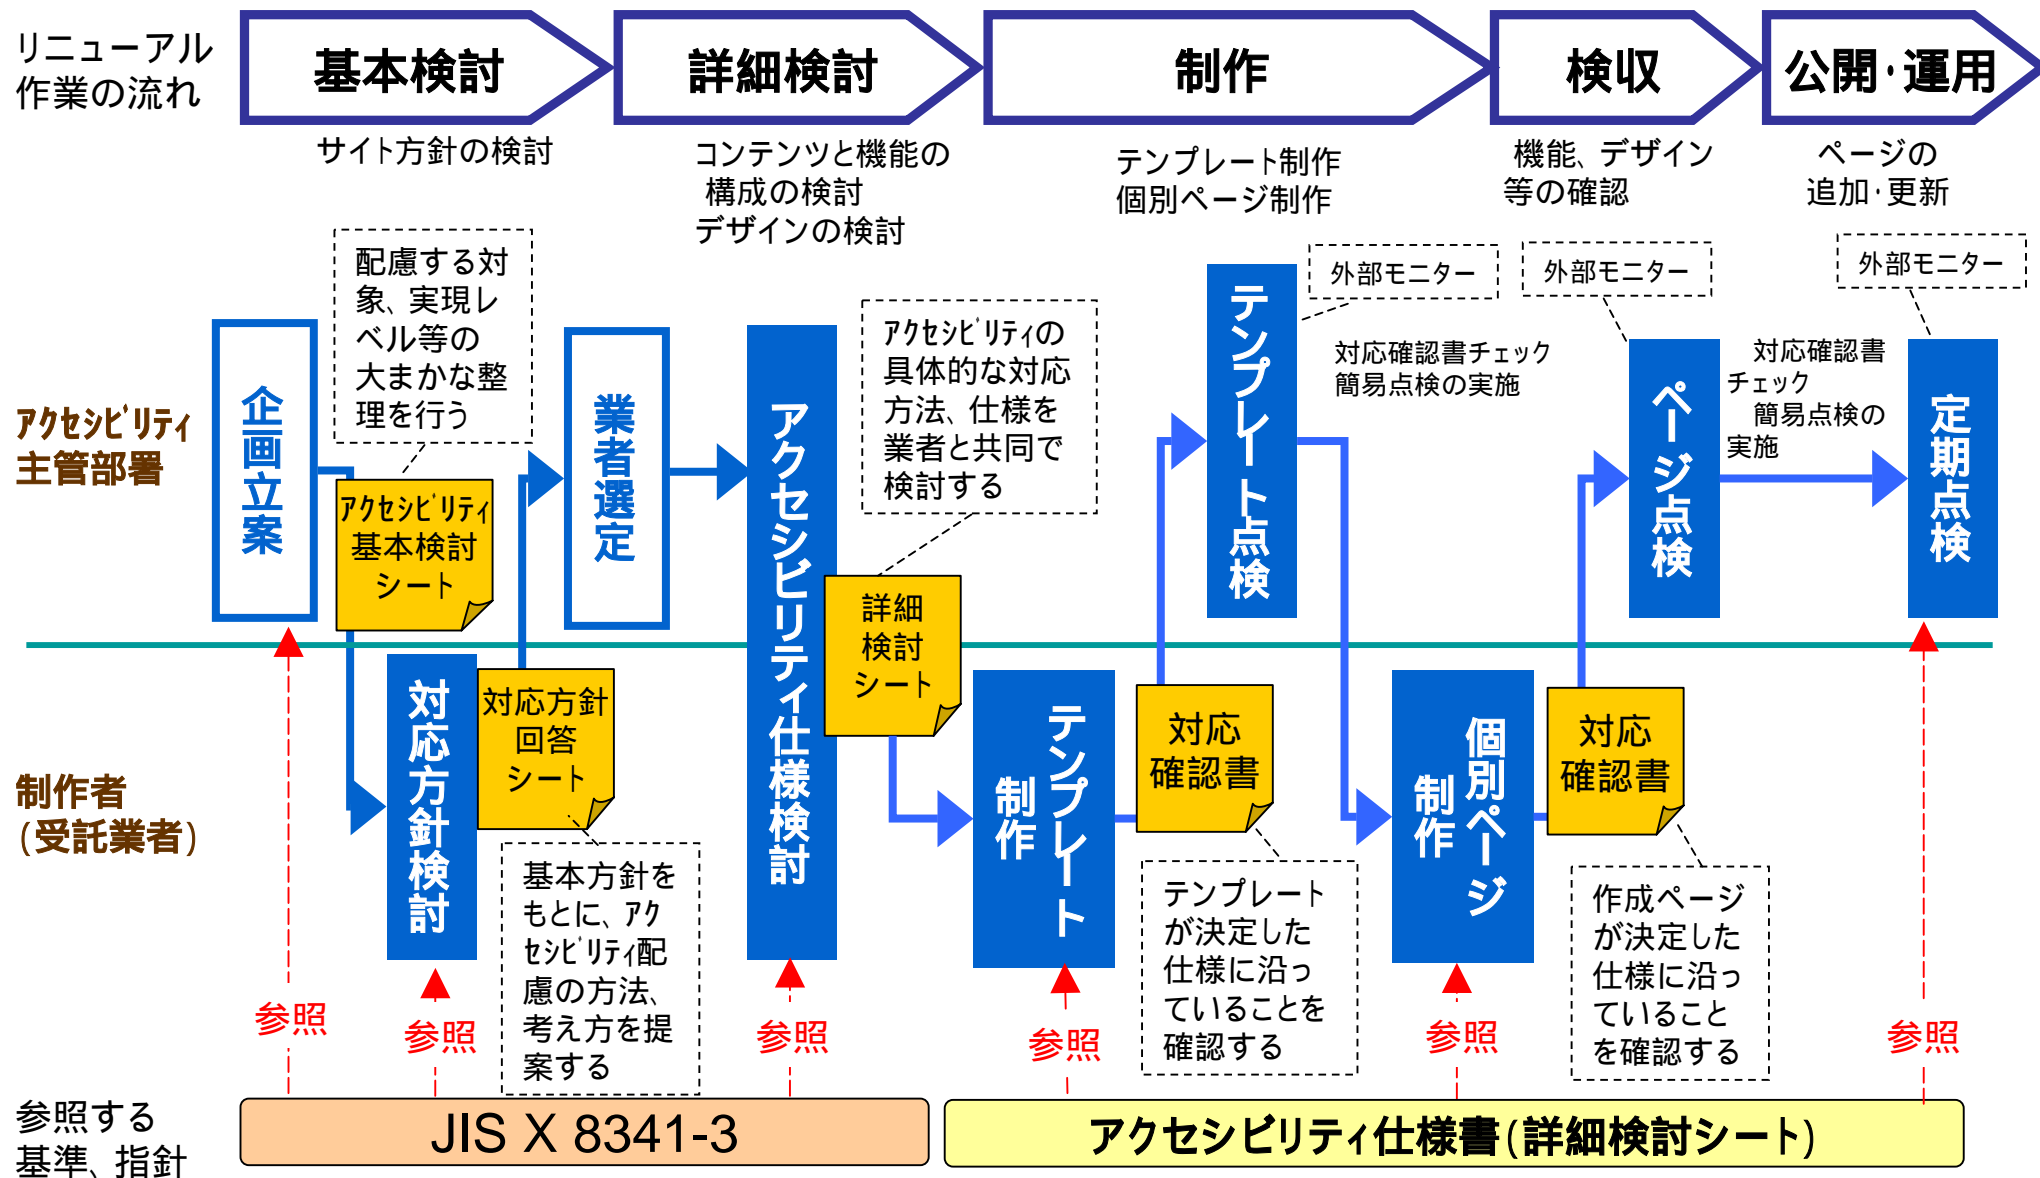 リニューアル
作業の流れ
基本検討
詳細検討
制作
検収
公開・運用
サイト方針の検討
コンテンツと機能の
構成の検討
デザインの検討
テンプレート制作
個別ページ制作
機能、デザイン
等の確認
ページの
追加・更新
アクセシビリティ
主管部署
企画立案
配慮する対
象、実現レ
ベル等の
大まかな整
理を行う
アクセシビリティ
基本検討
シート
業者選定
アクセシビリティ仕様検討
アクセシビリティの
具体的な対応
方法、仕様を
業者と共同で
検討する
詳細
検討
シート
テンプレート点検
外部モニター
対応確認書チェック
簡易点検の実施
外部モニター
ページ点検
対応確認書
チェック
簡易点検の
実施
外部モニター
定期点検
制作者
(受託業者)
対応方針検討
対応方針
回答
シート
基本方針を
もとに、アク
セシビリティ配
慮の方法、
考え方を提
案する
テンプレート
制作
対応
確認書
テンプレート
が決定した
仕様に沿っ
ていることを
確認する
個別ページ
制作
対応
確認書
作成ページ
が決定した
仕様に沿っ
ていること
を確認する
参照
参照
参照
参照
参照
参照
参照する
基準、指針
JIS X 8341-3
アクセシビリティ仕様書(詳細検討シート)